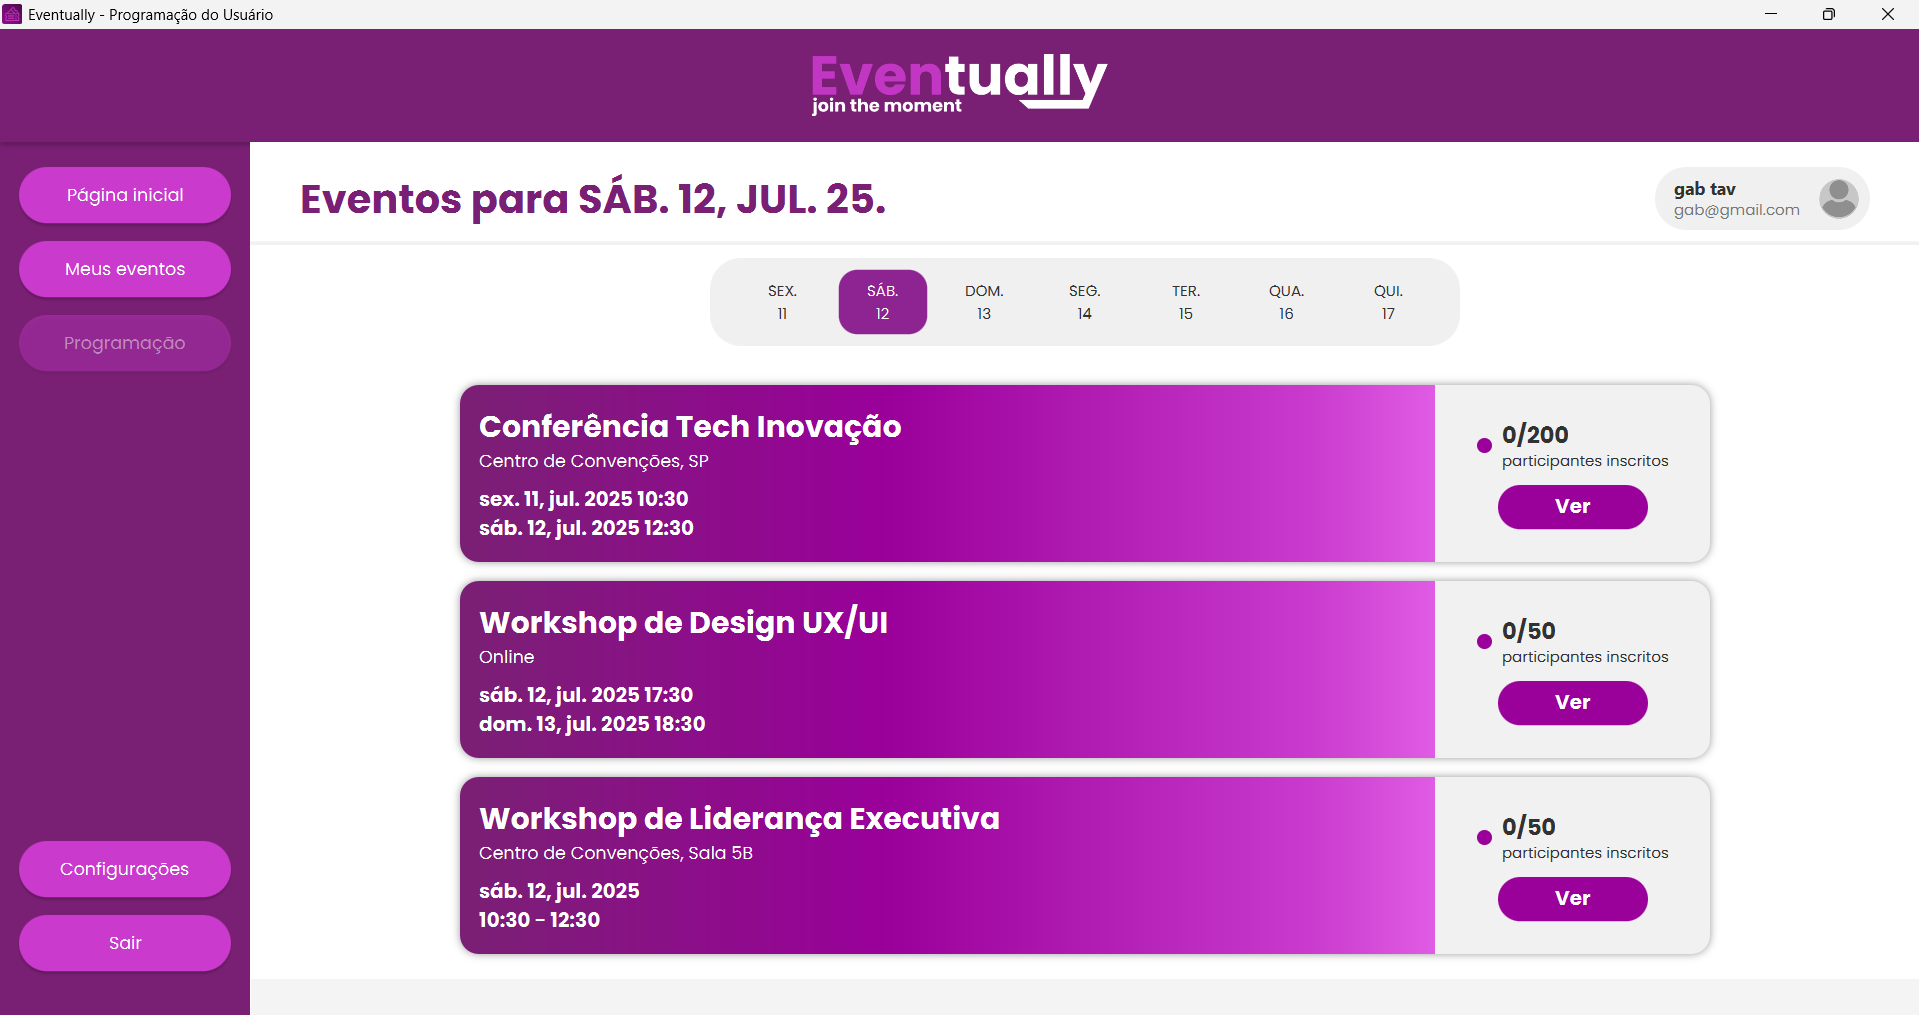 Eventually - Programação do Usuário
Eventually
join the moment
Página inicial
Meus eventos
Programação
Configurações
Sair
Eventos para SÁB. 12, JUL. 25.
gab tav
gab@gmail.com
SEX. SÁB. DOM. SEG. TER. QUA. QUI.
11 12 13 14 15 16 17
Conferência Tech Inovação
Centro de Convenções, SP
sex. 11, jul. 2025 10:30
sáb. 12, jul. 2025 12:30
0/200
participantes inscritos
Ver
Workshop de Design UX/UI
Online
sáb. 12, jul. 2025 17:30
dom. 13, jul. 2025 18:30
0/50
participantes inscritos
Ver
Workshop de Liderança Executiva
Centro de Convenções, Sala 5B
sáb. 12, jul. 2025
10:30 - 12:30
0/50
participantes inscritos
Ver